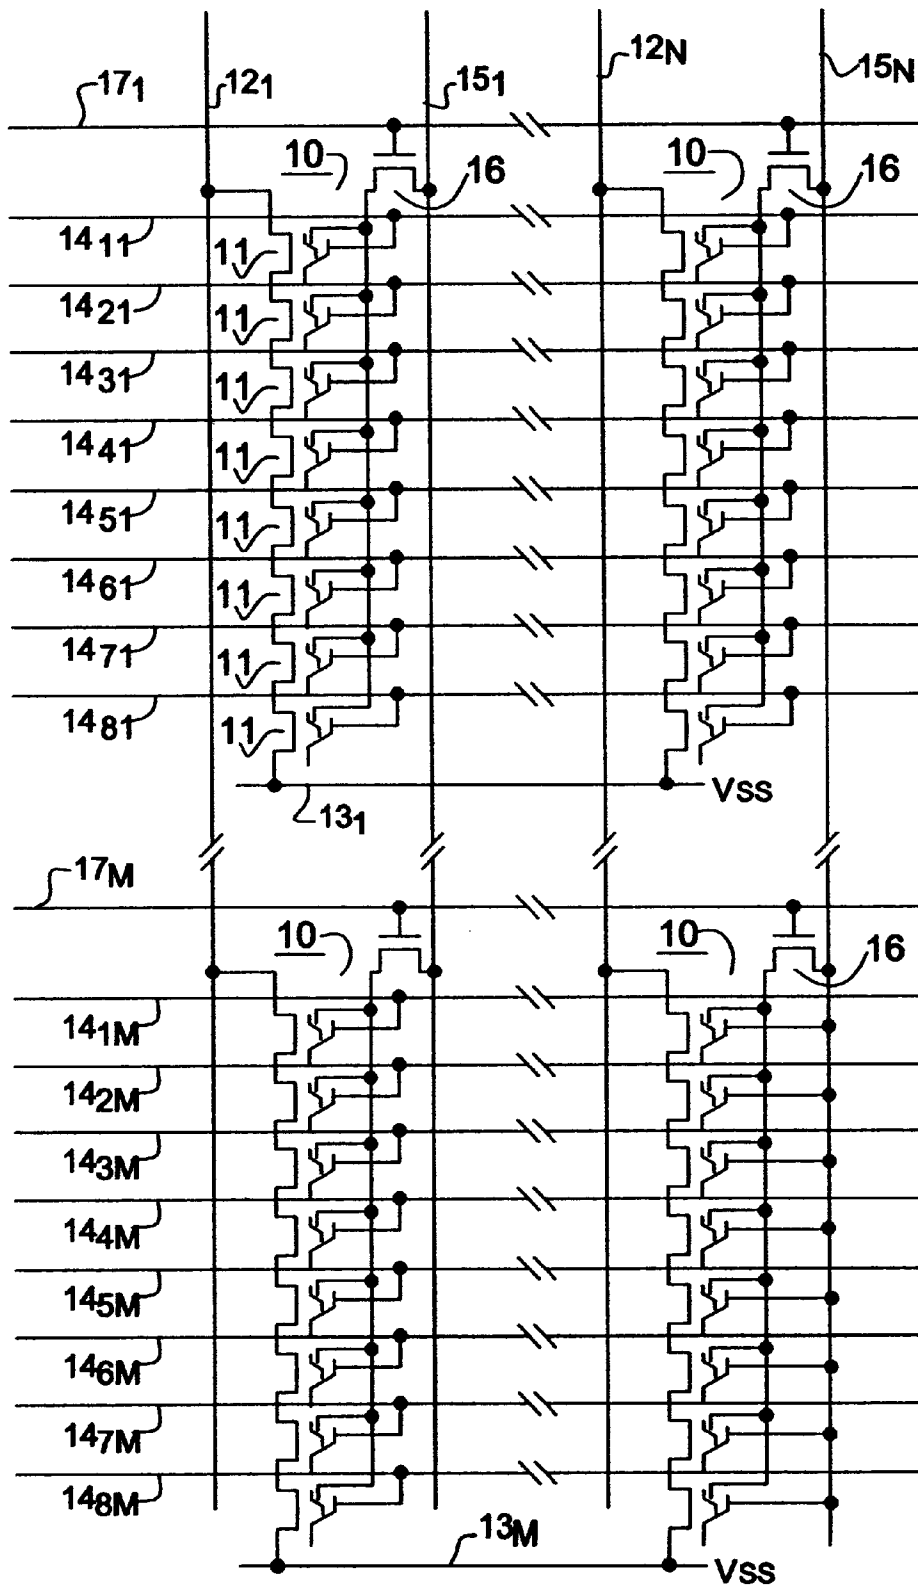 17₁ 12₁ 15₁ 12N 15N
10 16 10 16
14₁₁ 11
14₂₁ 11
14₃₁ 11
14₄₁ 11
14₅₁ 11
14₆₁ 11
14₇₁ 11
14₈₁ 11
13₁ VSS
17M
10 10 16
14₁M
14₂M
14₃M
14₄M
14₅M
14₆M
14₇M
14₈M
13M VSS